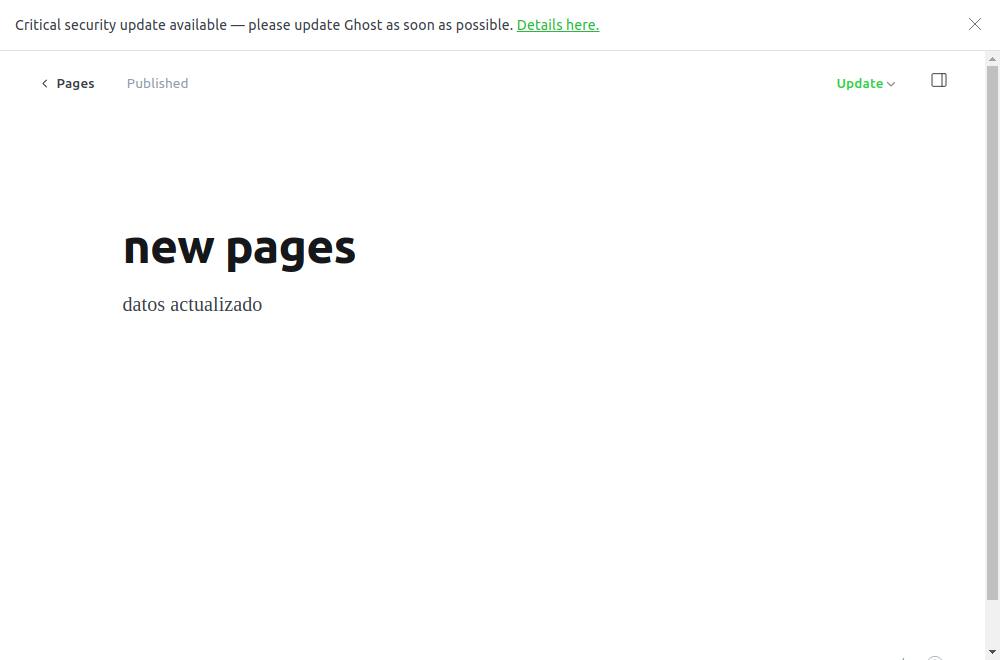 Critical security update available — please update Ghost as soon as possible. Details here.
Pages
Published
Update
new pages
datos actualizado